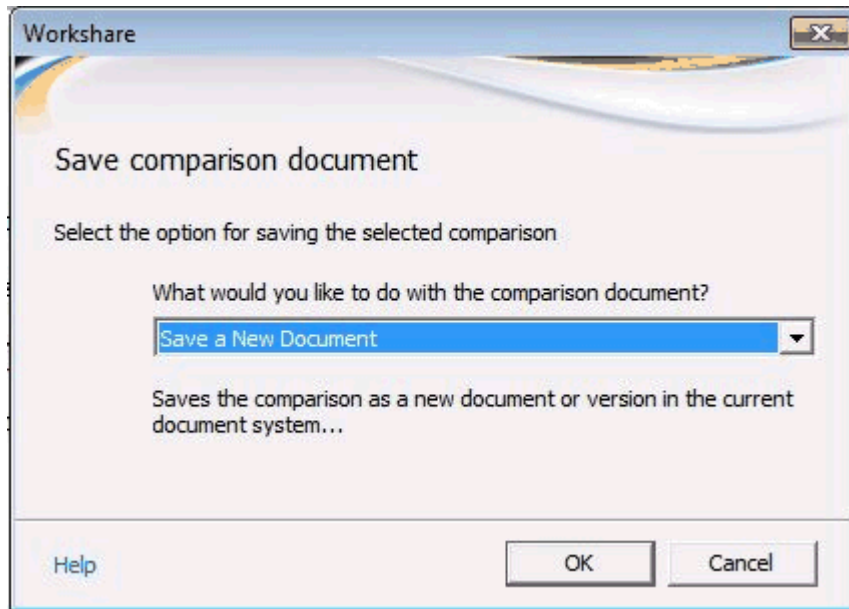 Workshare
Save comparison document
Select the option for saving the selected comparison
What would you like to do with the comparison document?
Save a New Document
Saves the comparison as a new document or version in the current
document system...
Help
OK
Cancel